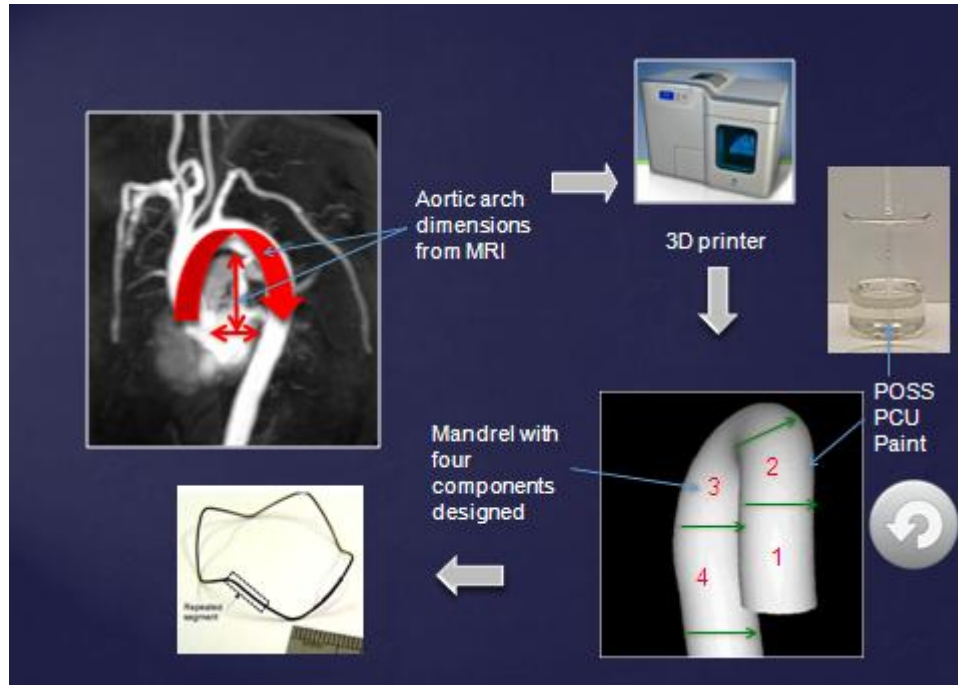 Aortic arch
dimensions
from MRI
3D printer
POSS
PCU
Paint
Mandrel with
four
components
designed
2
3
1
4
Repeated
segment